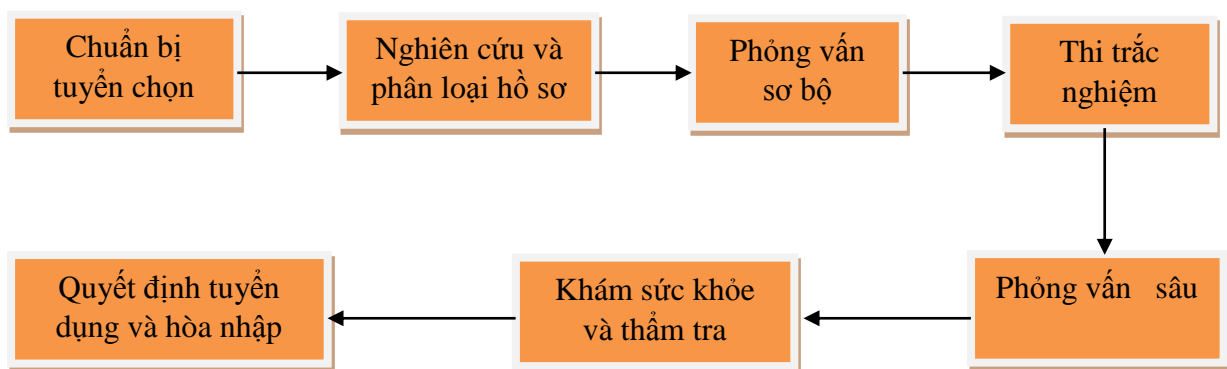 Chuẩn bị
tuyển chọn
Nghiên cứu và
phân loại hồ sơ
Phỏng vấn
sơ bộ
Thi trắc
nghiệm
Phỏng vấn sâu
Khám sức khỏe
và thẩm tra
Quyết định tuyển
dụng và hòa nhập